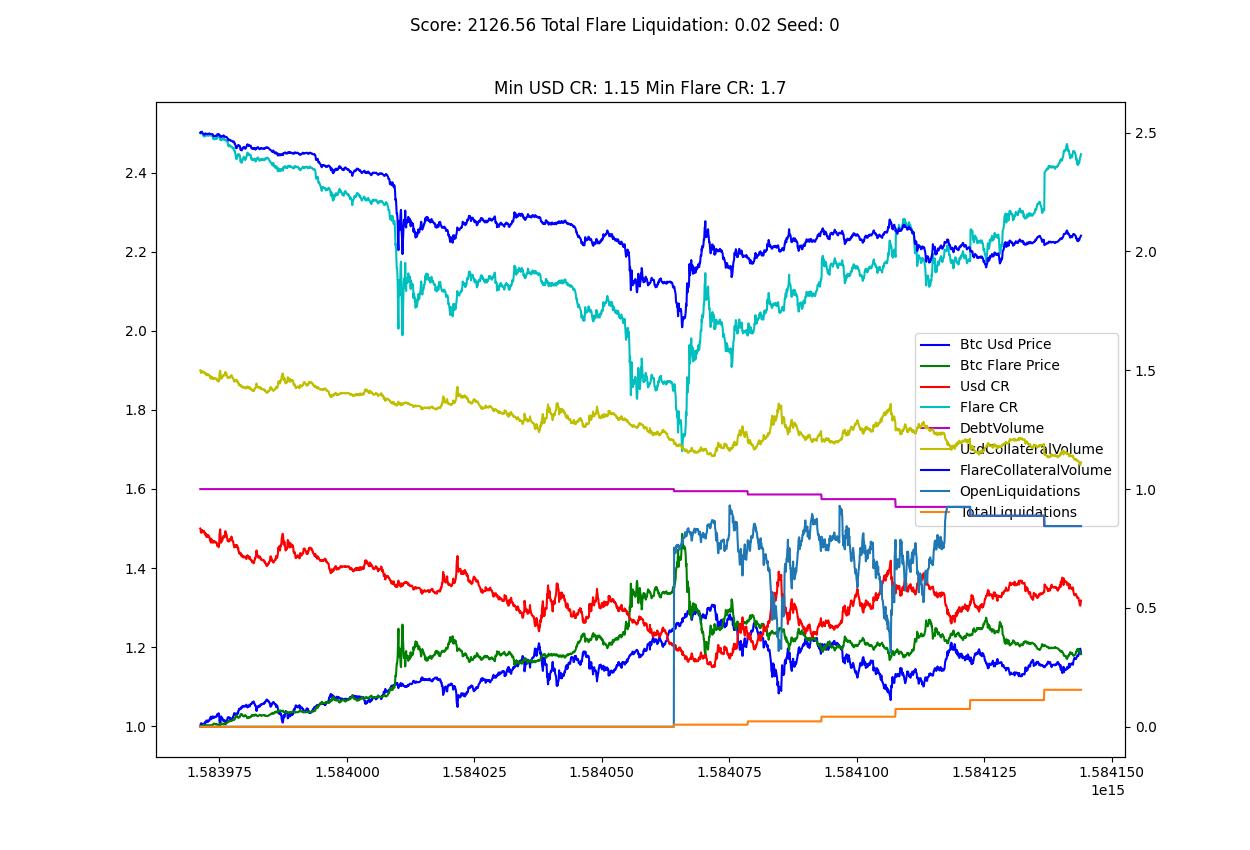 Score: 2126.56 Total Flare Liquidation: 0.02 Seed: 0
Min USD CR: 1.15 Min Flare CR: 1.7
2.4
2.2
2.0
1.8
1.6
1.4
1.2
1.0
2.5
2.0
1.5
1.0
0.5
0.0
Btc Usd Price
Btc Flare Price
Usd CR
Flare CR
DebtVolume
UsdCollateralVolume
FlareCollateralVolume
OpenLiquidations
TotalLiquidations
1.583975 1.584000 1.584025 1.584050 1.584075 1.584100 1.584125 1.584150
1e15